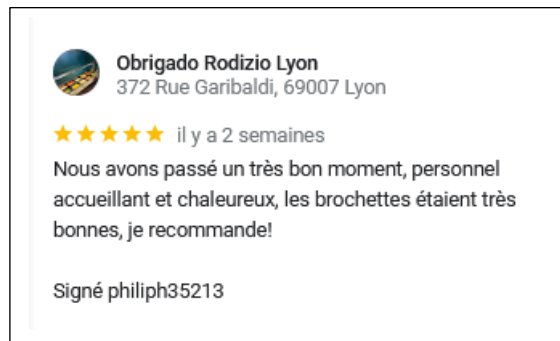 Obrigado Rodizio Lyon
372 Rue Garibaldi, 69007 Lyon
il y a 2 semaines
Nous avons passé un très bon moment, personnel
accueillant et chaleureux, les brochettes étaient très
bonnes, je recommande!
Signé philiph35213